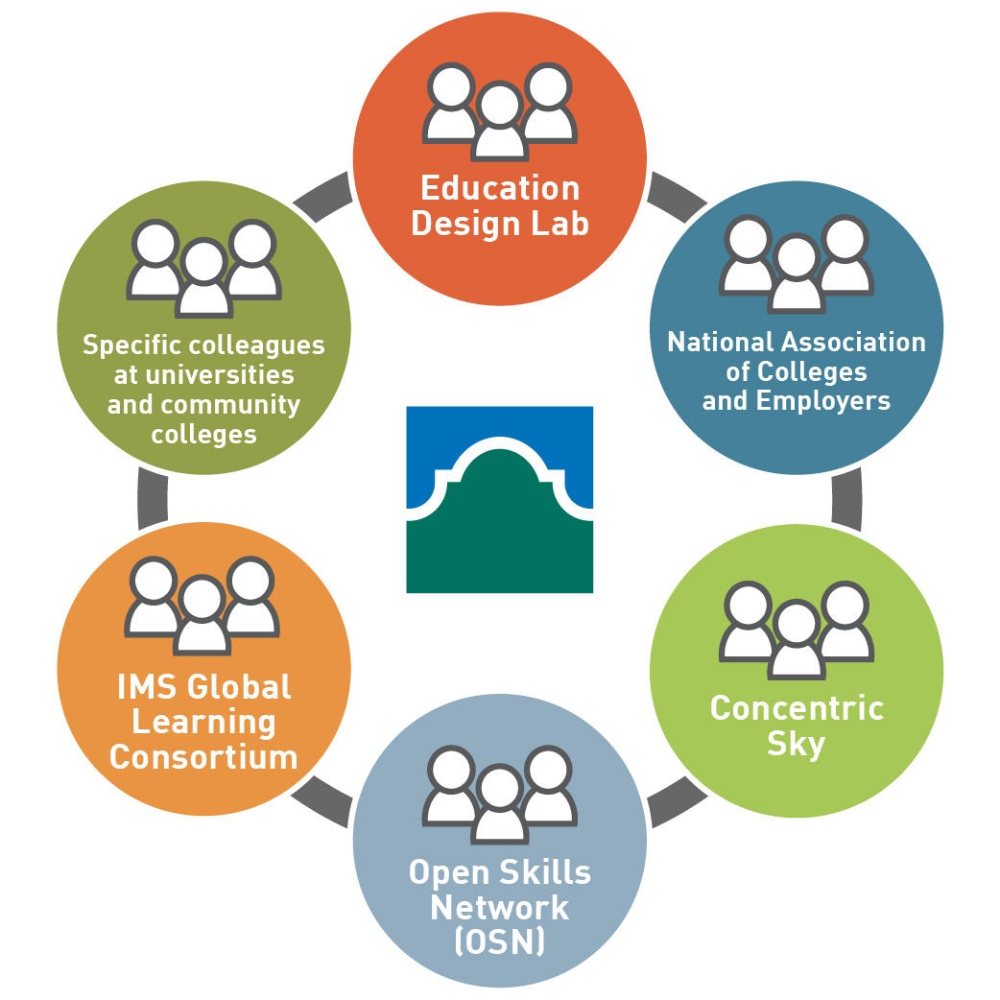 Education
Design Lab
National Association
of Colleges
and Employers
Concentric
Sky
Open Skills
Network
(OSN)
IMS Global
Learning
Consortium
Specific colleagues
at universities
and community
colleges